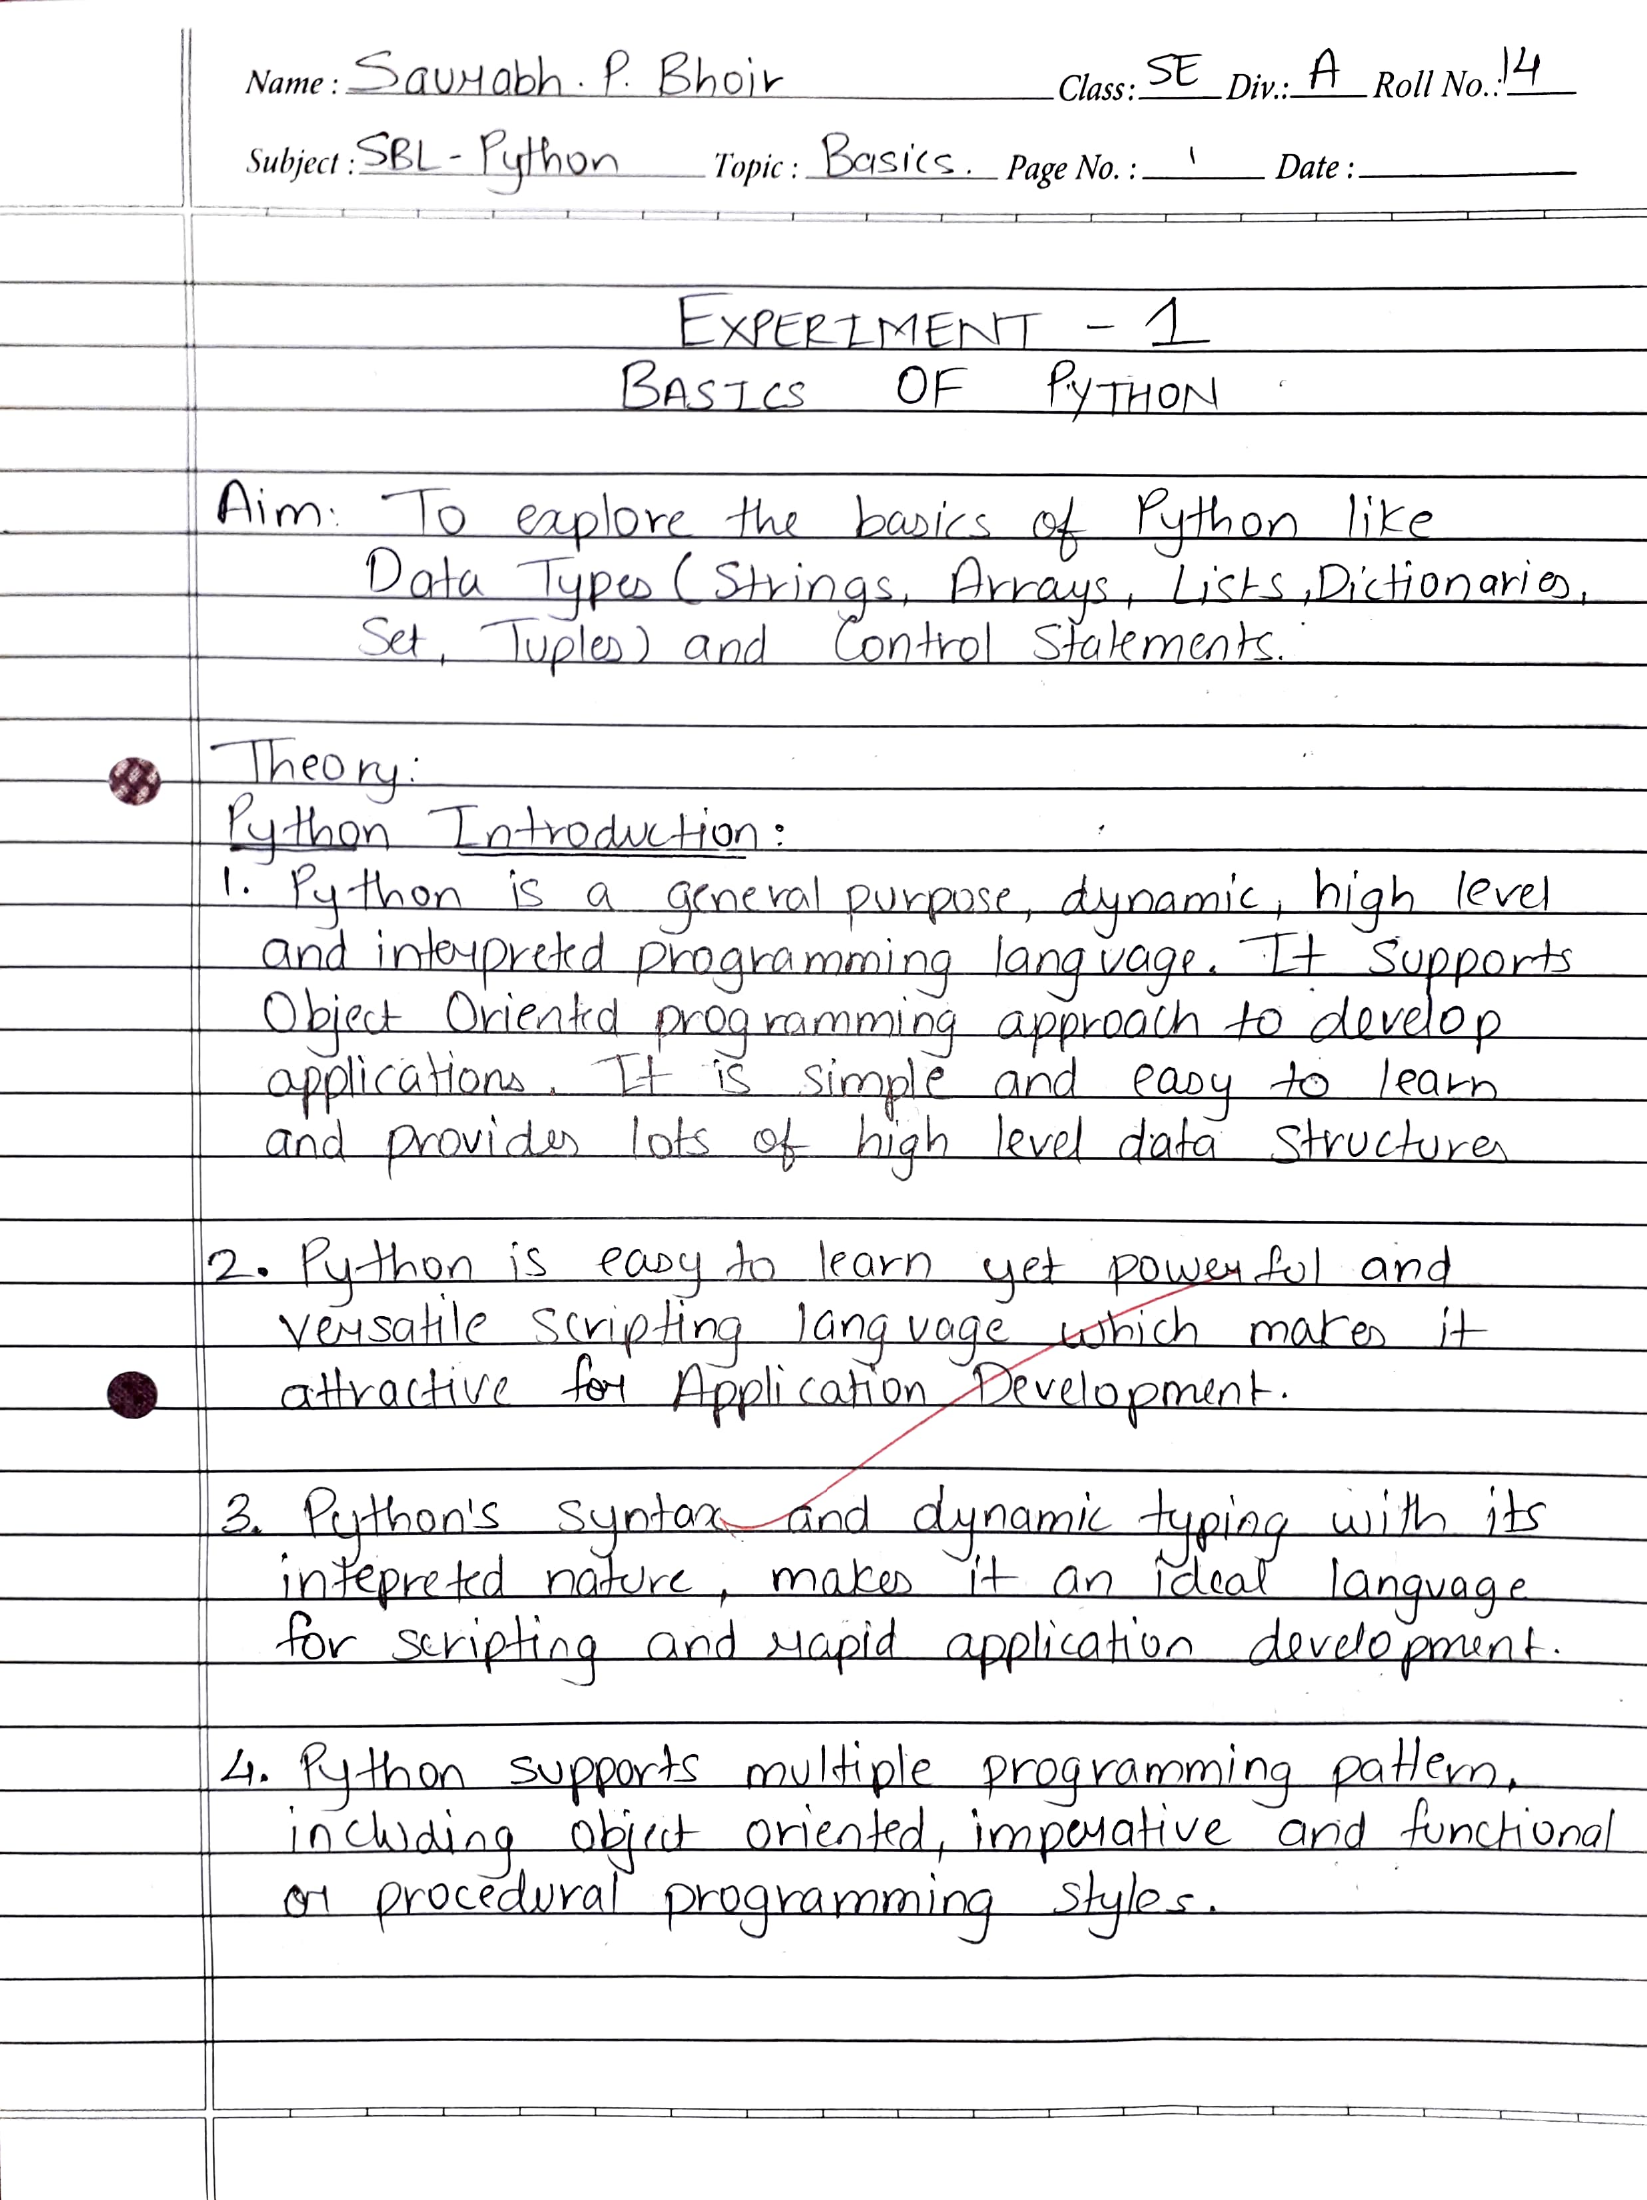 Name : Saurabh . P. Bhoir Class: SE Div.: A Roll No.: 14
Subject : SBL - Python Topic : Basics. Page No. : 1 Date :
EXPERIMENT - 1
BASICS OF PYTHON
Aim: To explore the basics of Python like
Data Types (Strings, Arrays, Lists, Dictionaries,
Set, Tuples) and Control Statements.
Theory:
Python Introduction:
1. Python is a general purpose, dynamic, high level
and interpreted programming language. It supports
Object Oriented programming approach to develop
applications. It is simple and easy to learn
and provides lots of high level data structures
2. Python is easy to learn yet powerful and
versatile scripting language which makes it
attractive for Application Development.
3. Python's syntax and dynamic typing with its
intepreted nature, makes it an ideal language
for scripting and rapid application development.
4. Python supports multiple programming pattern,
including object oriented, imperative and functional
or procedural programming styles.